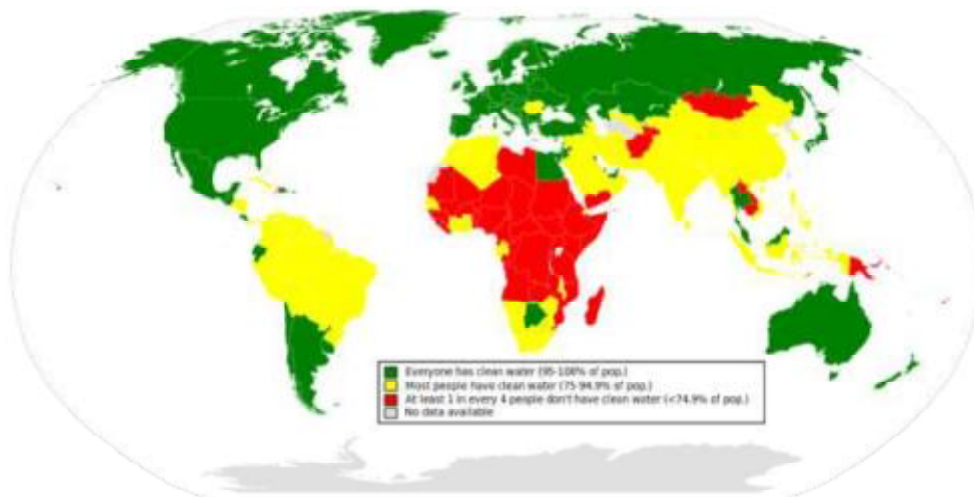 Everyone has clean water (95-100% of pop.)
Most people have clean water (75-94.9% of pop.)
At least 1 in every 4 people don't have clean water (<74.9% of pop.)
No data available